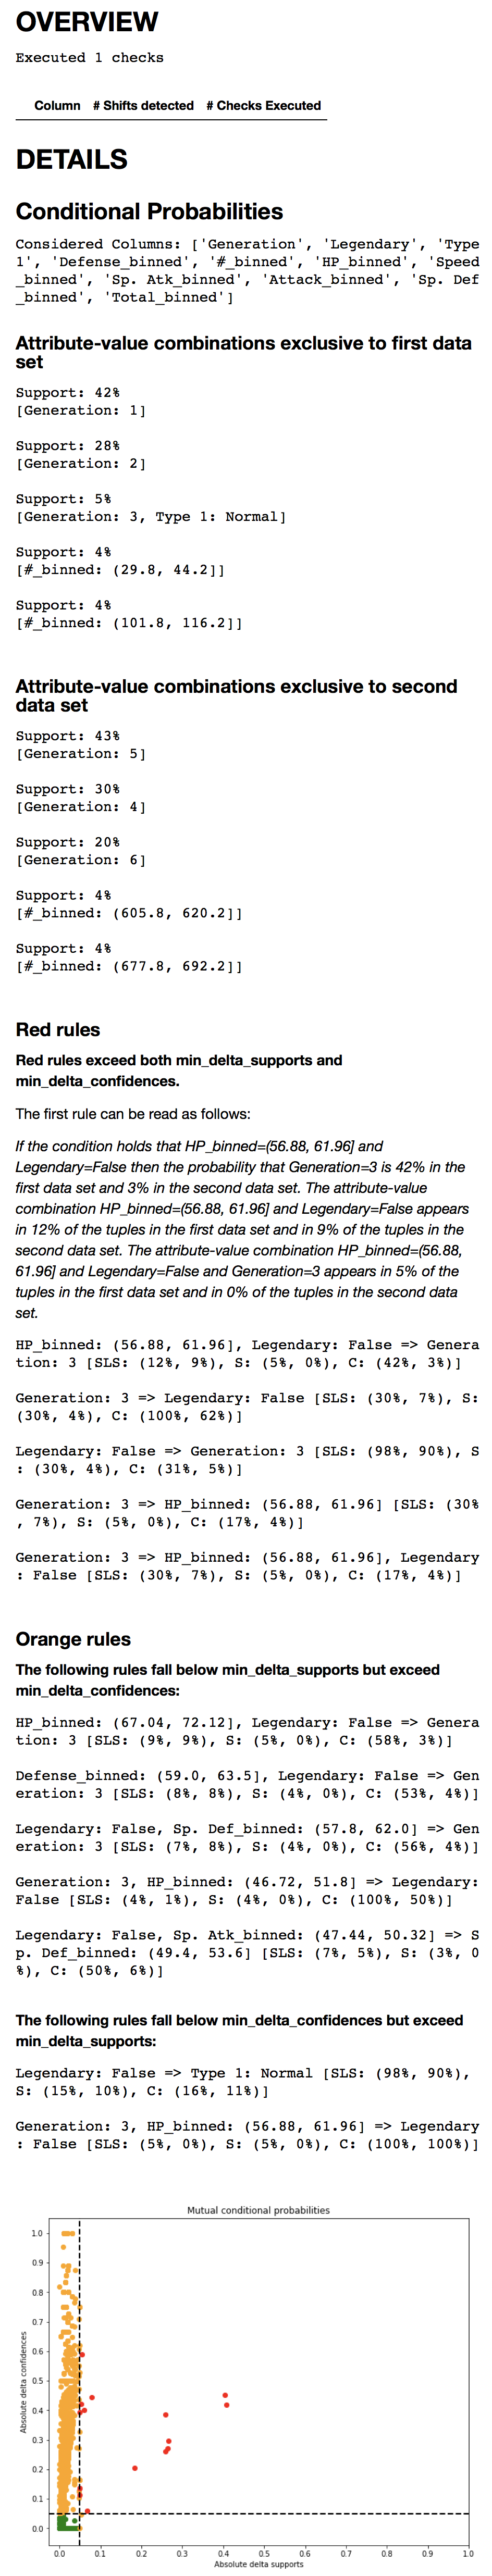 OVERVIEW
Executed 1 checks
Column # Shifts detected # Checks Executed
DETAILS
Conditional Probabilities
Considered Columns: ['Generation', 'Legendary', 'Type
1', 'Defense_binned', '#_binned', 'HP_binned', 'Speed
_binned', 'Sp. Atk_binned', 'Attack_binned', 'Sp. Def
_binned', 'Total_binned']
Attribute-value combinations exclusive to first data
set
Support: 42%
[Generation: 1]
Support: 28%
[Generation: 2]
Support: 5%
[Generation: 3, Type 1: Normal]
Support: 4%
[#_binned: (29.8, 44.2]]
Support: 4%
[#_binned: (101.8, 116.2]]
Attribute-value combinations exclusive to second
data set
Support: 43%
[Generation: 5]
Support: 30%
[Generation: 4]
Support: 20%
[Generation: 6]
Support: 4%
[#_binned: (605.8, 620.2]]
Support: 4%
[#_binned: (677.8, 692.2]]
Red rules
Red rules exceed both min_delta_supports and
min_delta_confidences.
The first rule can be read as follows:
If the condition holds that HP_binned=(56.88, 61.96] and
Legendary=False then the probability that Generation=3 is 42% in the
first data set and 3% in the second data set. The attribute-value
combination HP_binned=(56.88, 61.96] and Legendary=False appears
in 12% of the tuples in the first data set and in 9% of the tuples in the
second data set. The attribute-value combination HP_binned=(56.88,
61.96] and Legendary=False and Generation=3 appears in 5% of the
tuples in the first data set and in 0% of the tuples in the second data
set.
HP_binned: (56.88, 61.96], Legendary: False => Genera
tion: 3 [SLS: (12%, 9%), S: (5%, 0%), C: (42%, 3%)]
Generation: 3 => Legendary: False [SLS: (30%, 7%), S:
(30%, 4%), C: (100%, 62%)]
Legendary: False => Generation: 3 [SLS: (98%, 90%), S
: (30%, 4%), C: (31%, 5%)]
Generation: 3 => HP_binned: (56.88, 61.96] [SLS: (30%
, 7%), S: (5%, 0%), C: (17%, 4%)]
Generation: 3 => HP_binned: (56.88, 61.96], Legendary
: False [SLS: (30%, 7%), S: (5%, 0%), C: (17%, 4%)]
Orange rules
The following rules fall below min_delta_supports but exceed
min_delta_confidences:
HP_binned: (67.04, 72.12], Legendary: False => Genera
tion: 3 [SLS: (9%, 9%), S: (5%, 0%), C: (58%, 3%)]
Defense_binned: (59.0, 63.5], Legendary: False => Gen
eration: 3 [SLS: (8%, 8%), S: (4%, 0%), C: (53%, 4%)]
Legendary: False, Sp. Def_binned: (57.8, 62.0] => Gen
eration: 3 [SLS: (7%, 8%), S: (4%, 0%), C: (56%, 4%)]
Generation: 3, HP_binned: (46.72, 51.8] => Legendary:
False [SLS: (4%, 1%), S: (4%, 0%), C: (100%, 50%)]
Legendary: False, Sp. Atk_binned: (47.44, 50.32] => S
p. Def_binned: (49.4, 53.6] [SLS: (7%, 5%), S: (3%, 0
%), C: (50%, 6%)]
The following rules fall below min_delta_confidences but exceed
min_delta_supports:
Legendary: False => Type 1: Normal [SLS: (98%, 90%),
S: (15%, 10%), C: (16%, 11%)]
Generation: 3, HP_binned: (56.88, 61.96] => Legendary
: False [SLS: (5%, 0%), S: (5%, 0%), C: (100%, 100%)]
Mutual conditional probabilities
1.0
0.9
0.8
0.7
0.6
0.5
0.4
0.3
0.2
0.1
0.0
Absolute delta confidences
0.0 0.1 0.2 0.3 0.4 0.5 0.6 0.7 0.8 0.9 1.0
Absolute delta supports